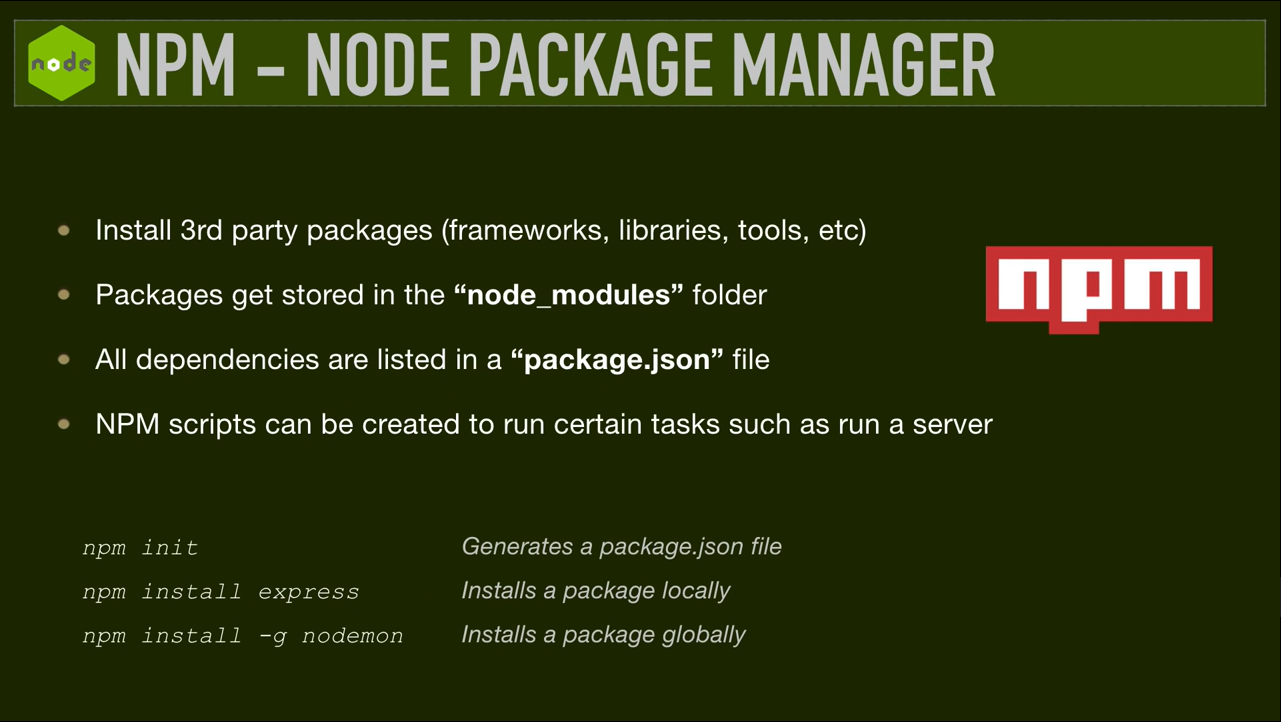 node
NPM - NODE PACKAGE MANAGER
Install 3rd party packages (frameworks, libraries, tools, etc)
Packages get stored in the “node_modules” folder
npm
All dependencies are listed in a “package.json” file
NPM scripts can be created to run certain tasks such as run a server
npm init Generates a package.json file
npm install express Installs a package locally
npm install -g nodemon Installs a package globally